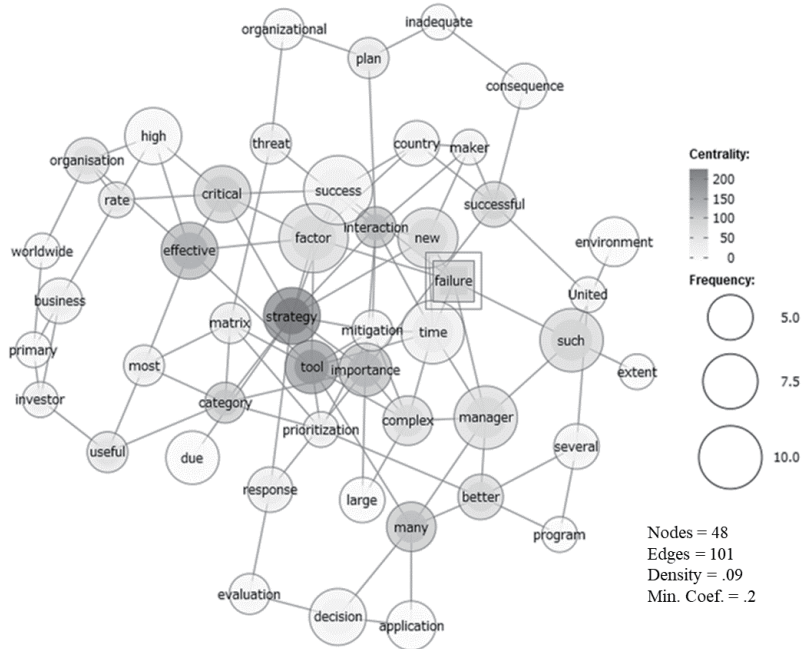 inadequate
organizational
plan
consequence
high
threat
country
maker
organisation
success
critical
rate
successful
interaction
factor
new
environment
effective
worldwide
failure
United
business
strategy
matrix
mitigation
time
such
primary
most
tool
importance
extent
investor
category
complex
manager
prioritization
several
useful
due
response
large
better
many
program
evaluation
decision
application
Centrality:
200
150
100
50
0
Frequency:
5.0
7.5
10.0
Nodes = 48
Edges = 101
Density = .09
Min. Coef. = .2